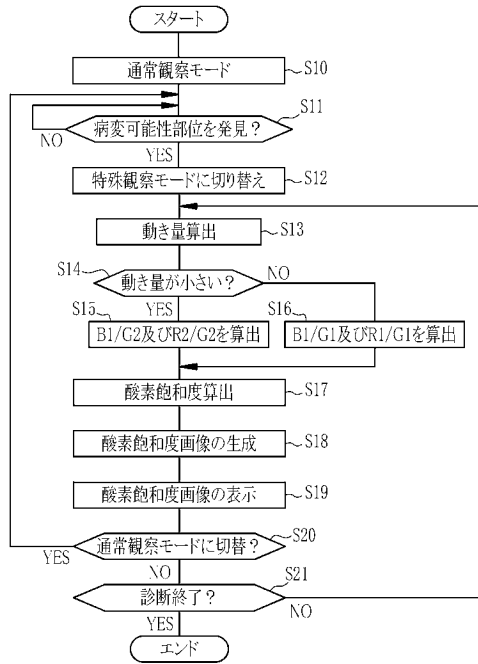 スタート
通常観察モード
S10
病変可能性部位を発見？
S11
NO
YES
特殊観察モードに切り替え
S12
動き量算出
S13
S14
動き量が小さい？
NO
YES
S15
B1/G2及びR2/G2を算出
S16
B1/G1及びR1/G1を算出
酸素飽和度算出
S17
酸素飽和度画像の生成
S18
酸素飽和度画像の表示
S19
通常観察モードに切替？
S20
YES
NO
診断終了？
S21
NO
YES
エンド